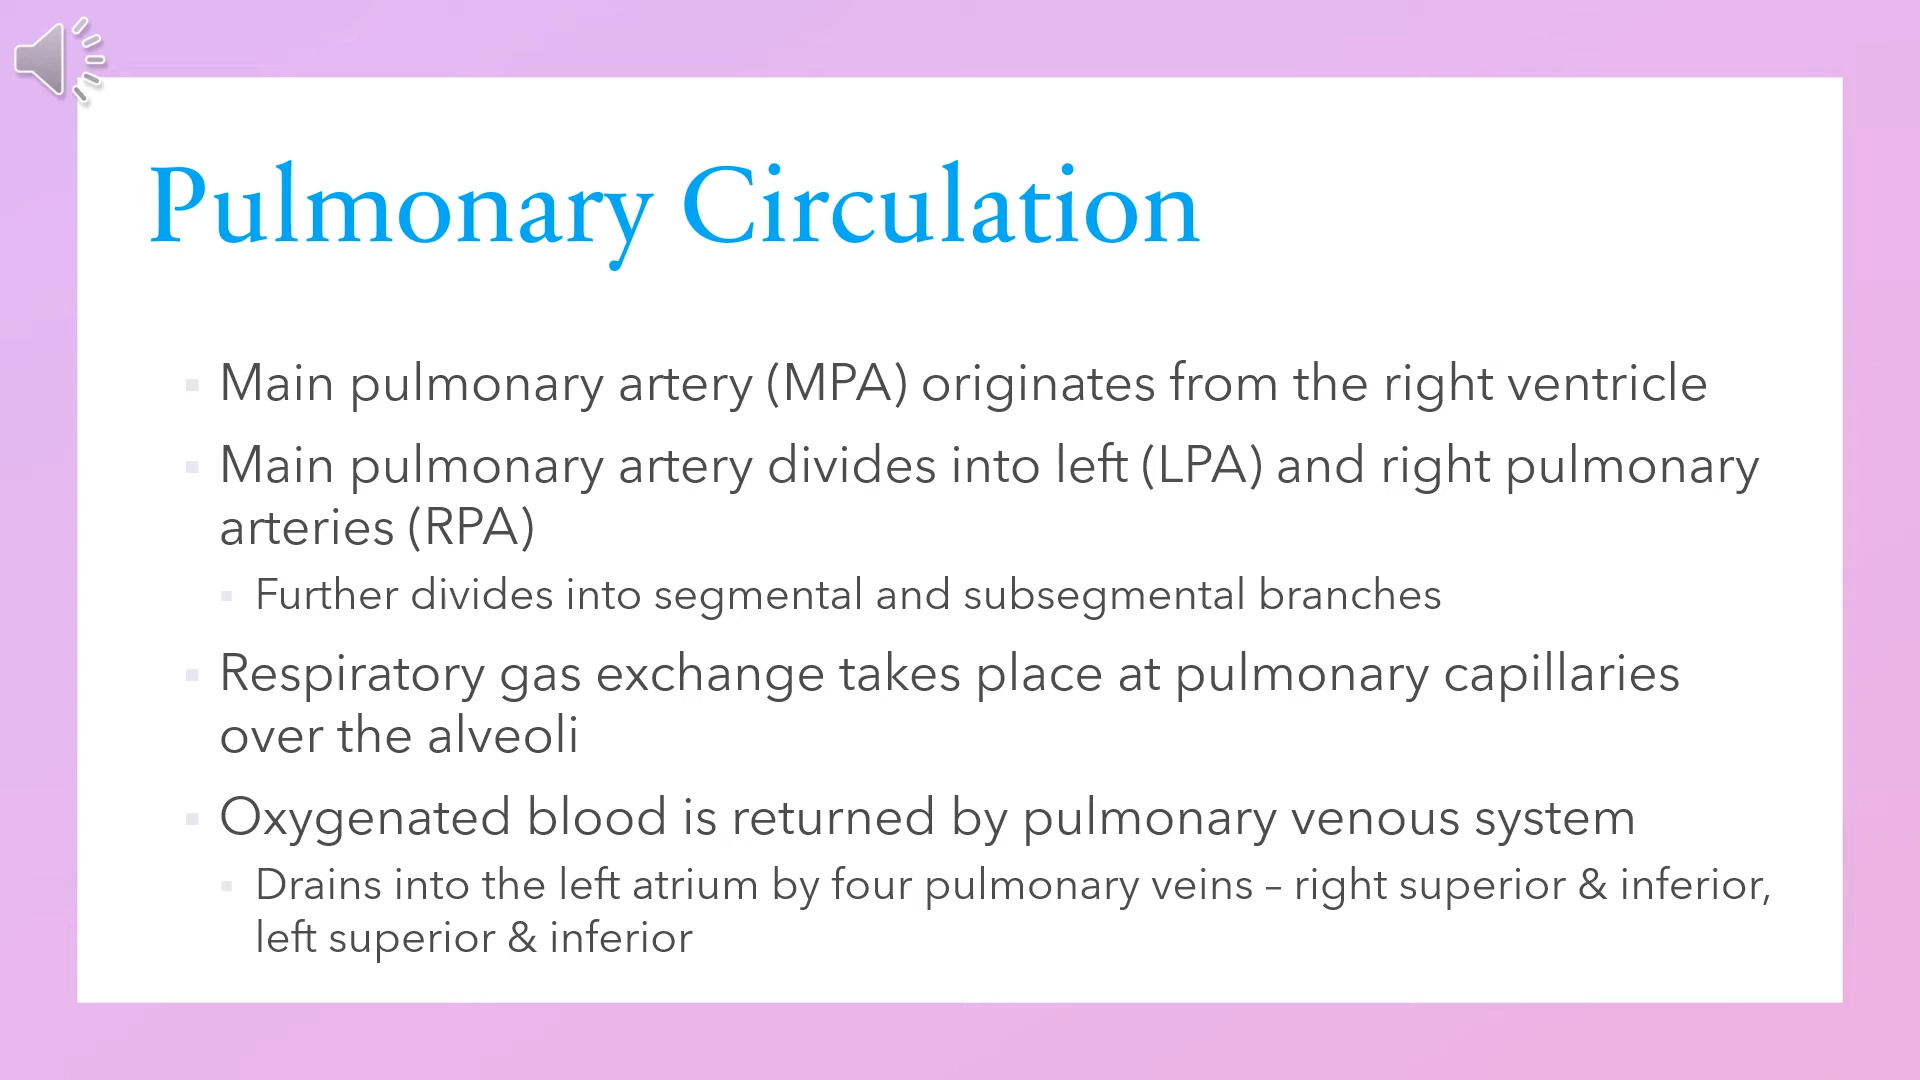 Pulmonary Circulation
Main pulmonary artery (MPA) originates from the right ventricle
Main pulmonary artery divides into left (LPA) and right pulmonary
arteries (RPA)
Further divides into segmental and subsegmental branches
Respiratory gas exchange takes place at pulmonary capillaries
over the alveoli
Oxygenated blood is returned by pulmonary venous system
Drains into the left atrium by four pulmonary veins – right superior & inferior,
left superior & inferior